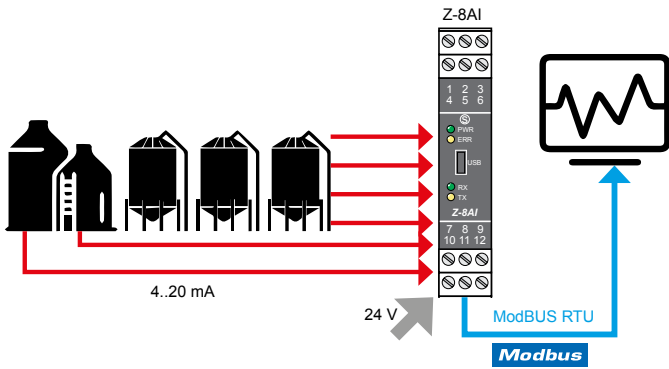 Z-8AI
1 2 3
4 5 6
S
PWR
ERR
USB
RX
TX
Z-8AI
7 8 9
10 11 12
4..20 mA
24 V
ModBUS RTU
Modbus